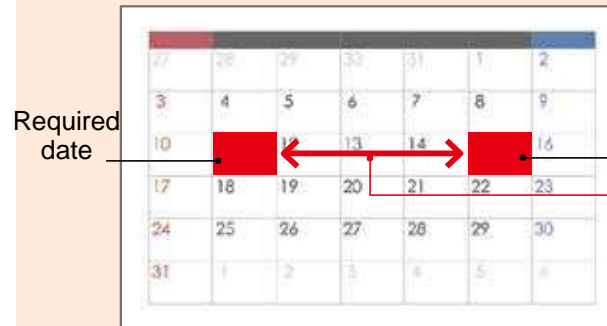 27 28 29 30 31 1 2
3 4 5 6 7 8 9
Required
date
10 12 13 14 16
17 18 19 20 21 22 23
24 25 26 27 28 29 30
31 1 2 3 4 5 6